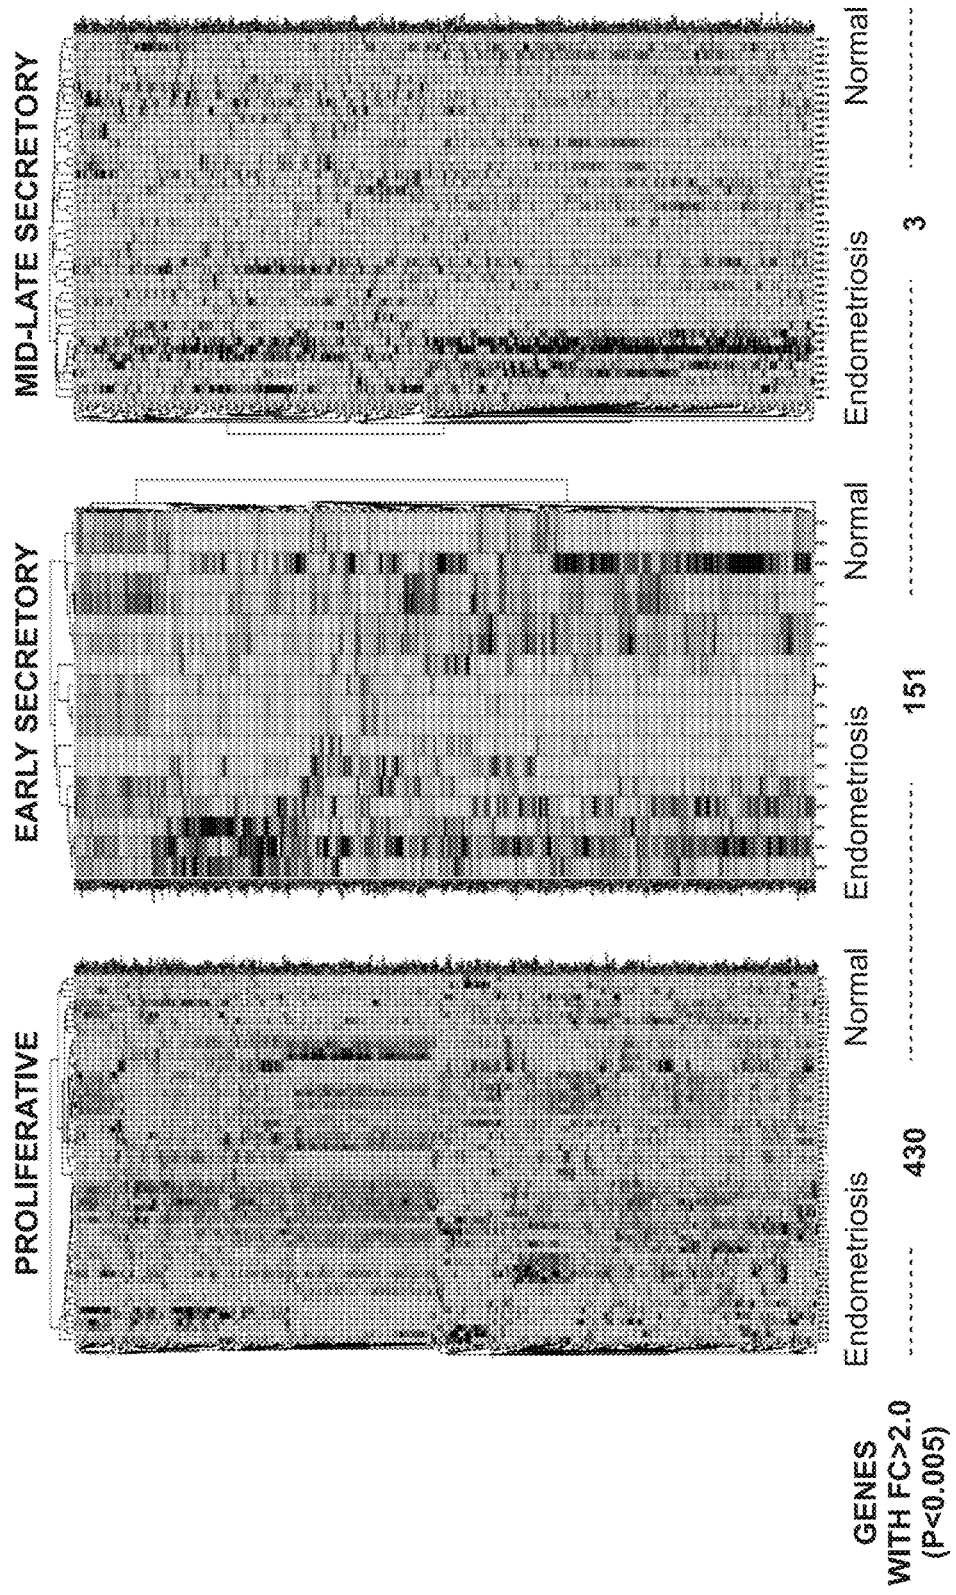 PROLIFERATIVE
EARLY SECRETORY
MID-LATE SECRETORY
Endometriosis Normal
Endometriosis Normal
Endometriosis Normal
GENES
WITH FC>2.0
(P<0.005)
430
151
3